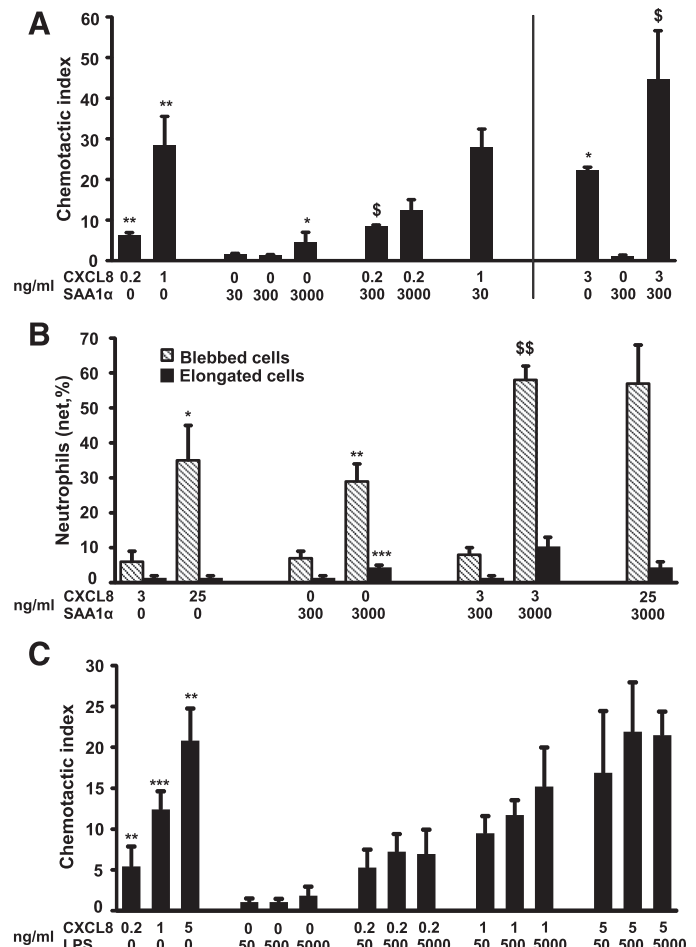 A
Chemotactic index
60
50
40
30
20
10
0
**
**
*
$
*
$
ng/ml
CXCL8 0.2 1 0 0 0 0.2 0.2 1 3 0 3
SAA1α 0 0 30 300 3000 300 3000 30 0 300 300
B
Neutrophils (net,%)
70
60
50
40
30
20
10
0
Blebbed cells
Elongated cells
*
**
***
$$
ng/ml
CXCL8 3 25 0 0 3 3 25
SAA1α 0 0 300 3000 300 3000 3000
C
Chemotactic index
30
25
20
15
10
5
0
**
***
**
ng/ml
CXCL8 0.2 1 5 0 0 0 0.2 0.2 0.2 1 1 1 5 5 5
LPS 0 0 0 50 500 5000 50 500 5000 50 500 5000 50 500 5000